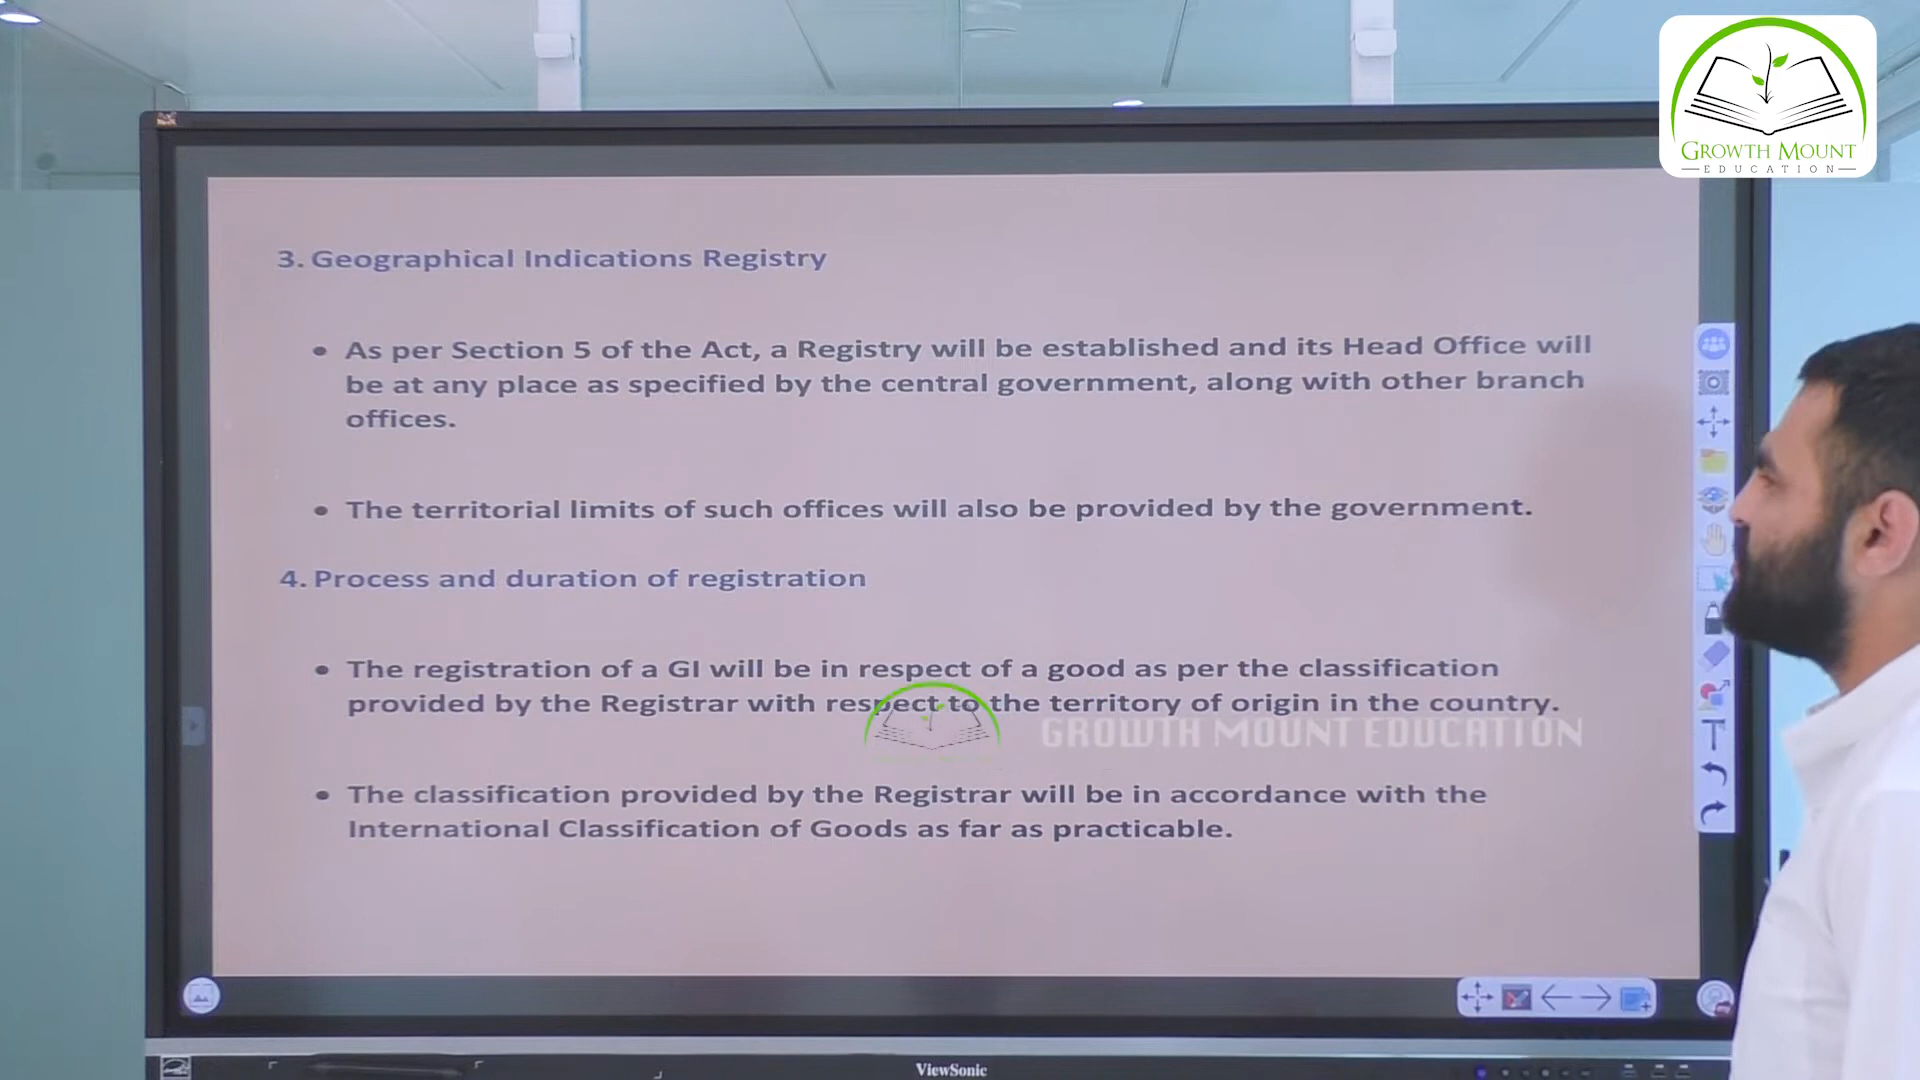 GROWTH MOUNT
EDUCATION
3. Geographical Indications Registry
• As per Section 5 of the Act, a Registry will be established and its Head Office will
be at any place as specified by the central government, along with other branch
offices.
• The territorial limits of such offices will also be provided by the government.
4. Process and duration of registration
• The registration of a GI will be in respect of a good as per the classification
provided by the Registrar with respect to the territory of origin in the country.
GROWTH MOUNT EDUCATION
• The classification provided by the Registrar will be in accordance with the
International Classification of Goods as far as practicable.
ViewSonic